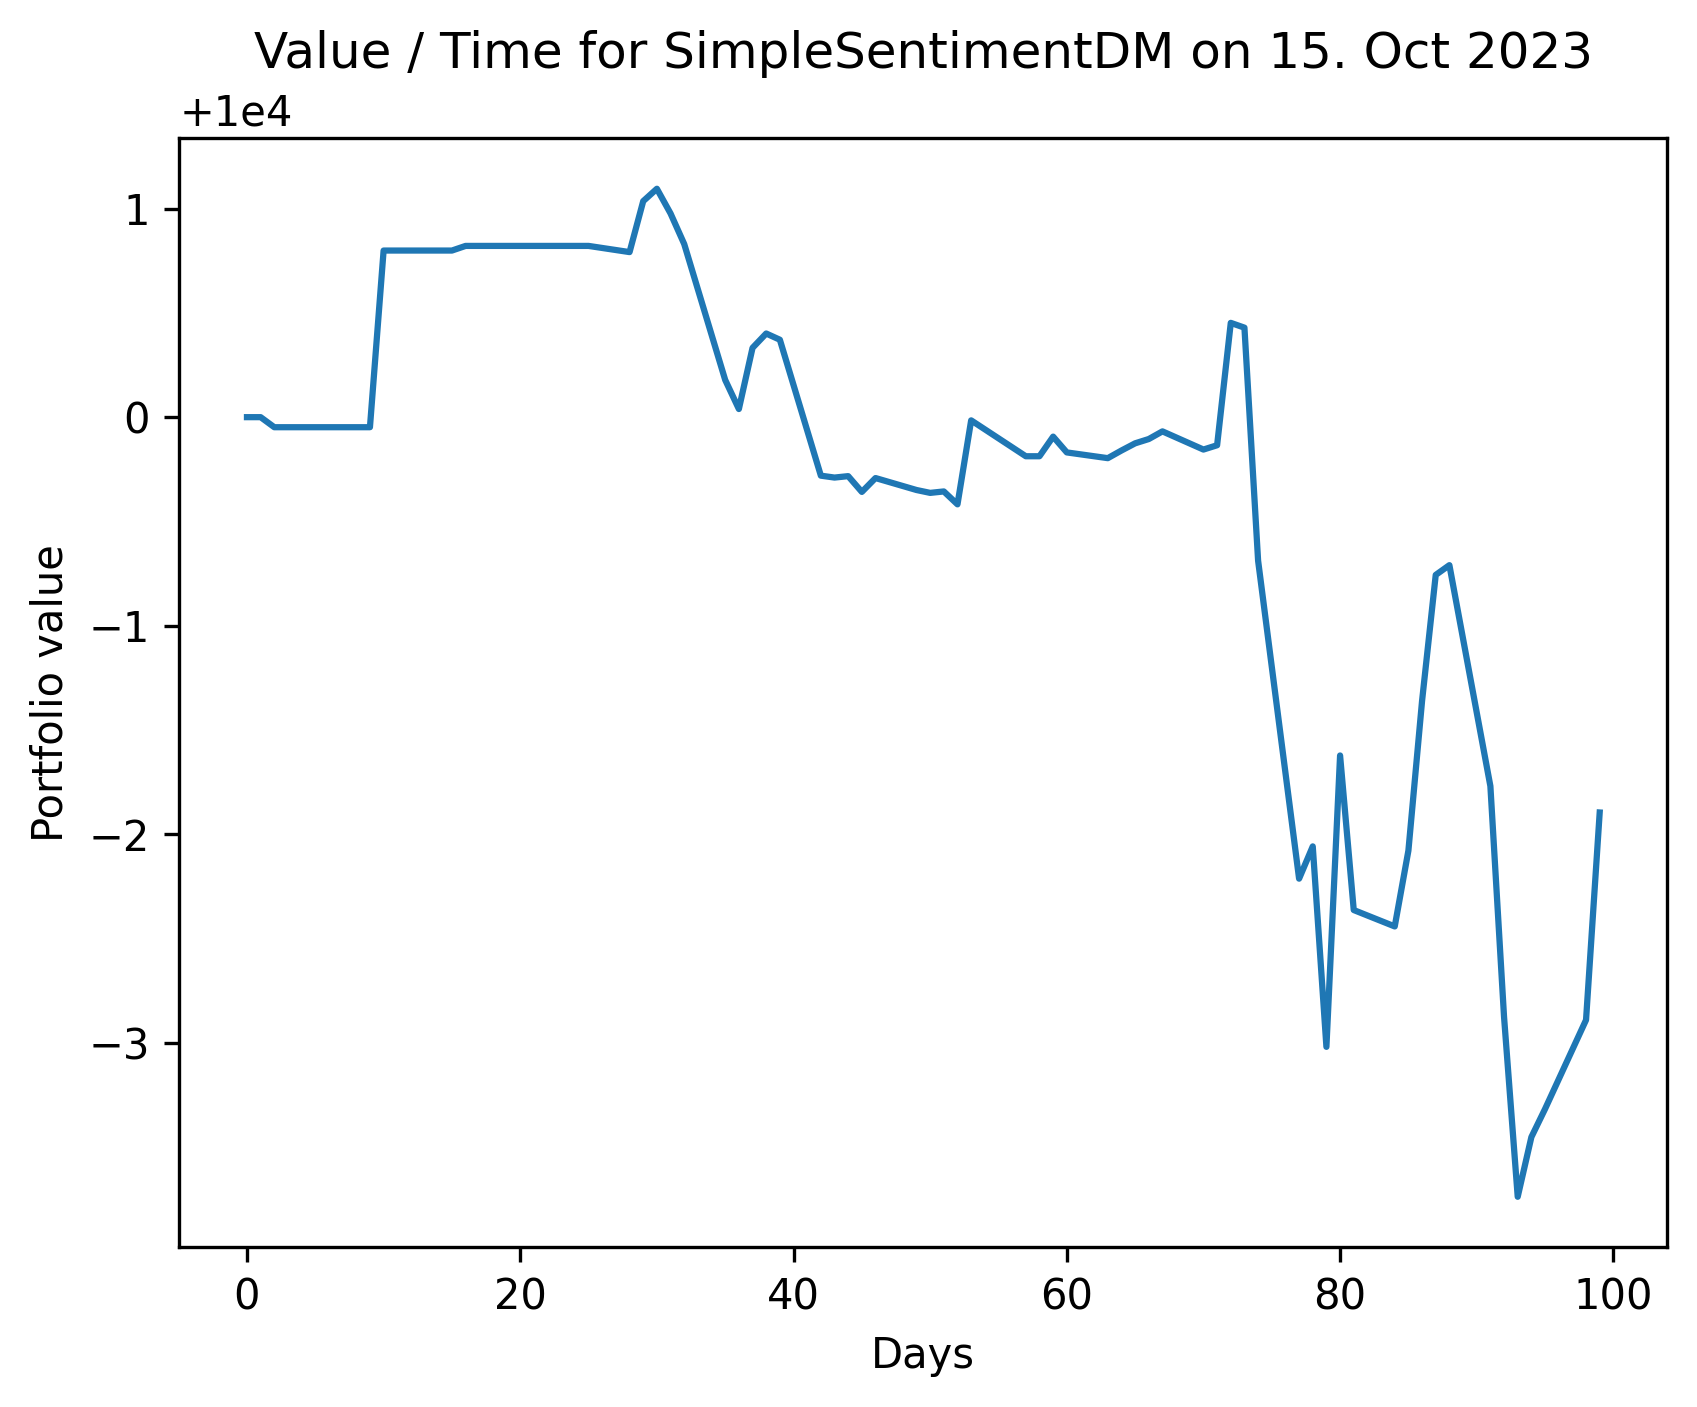 Value / Time for SimpleSentimentDM on 15. Oct 2023
+1e4
1
0
−1
−2
−3
Portfolio value
0 20 40 60 80 100
Days